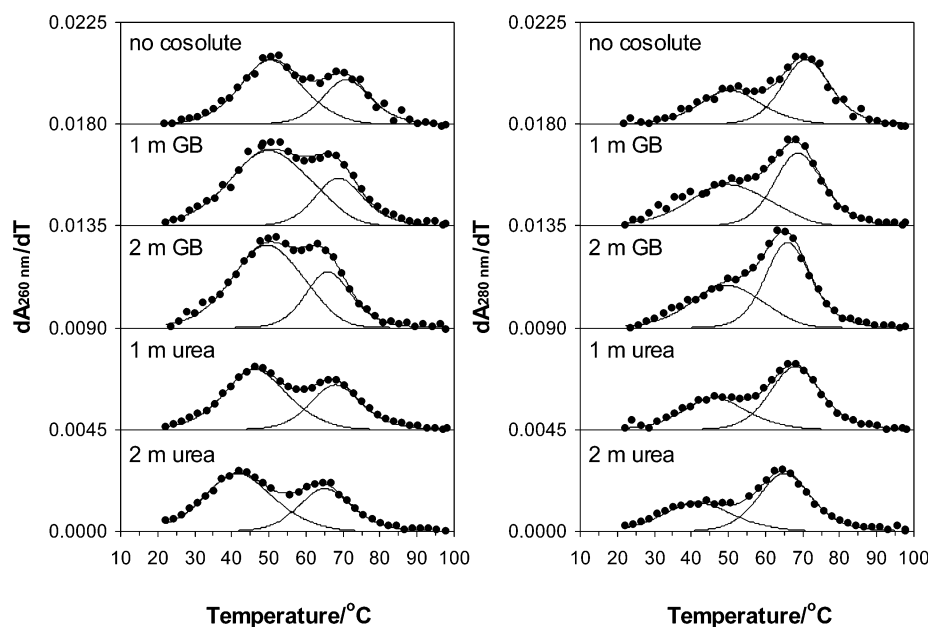 0.0225
no cosolute
0.0180
1 m GB
0.0135
2 m GB
0.0090
1 m urea
0.0045
2 m urea
0.0000
dA260 nm/dT
10 20 30 40 50 60 70 80 90 100
Temperature/°C
0.0225
no cosolute
0.0180
1 m GB
0.0135
2 m GB
0.0090
1 m urea
0.0045
2 m urea
0.0000
dA280 nm/dT
10 20 30 40 50 60 70 80 90 100
Temperature/°C